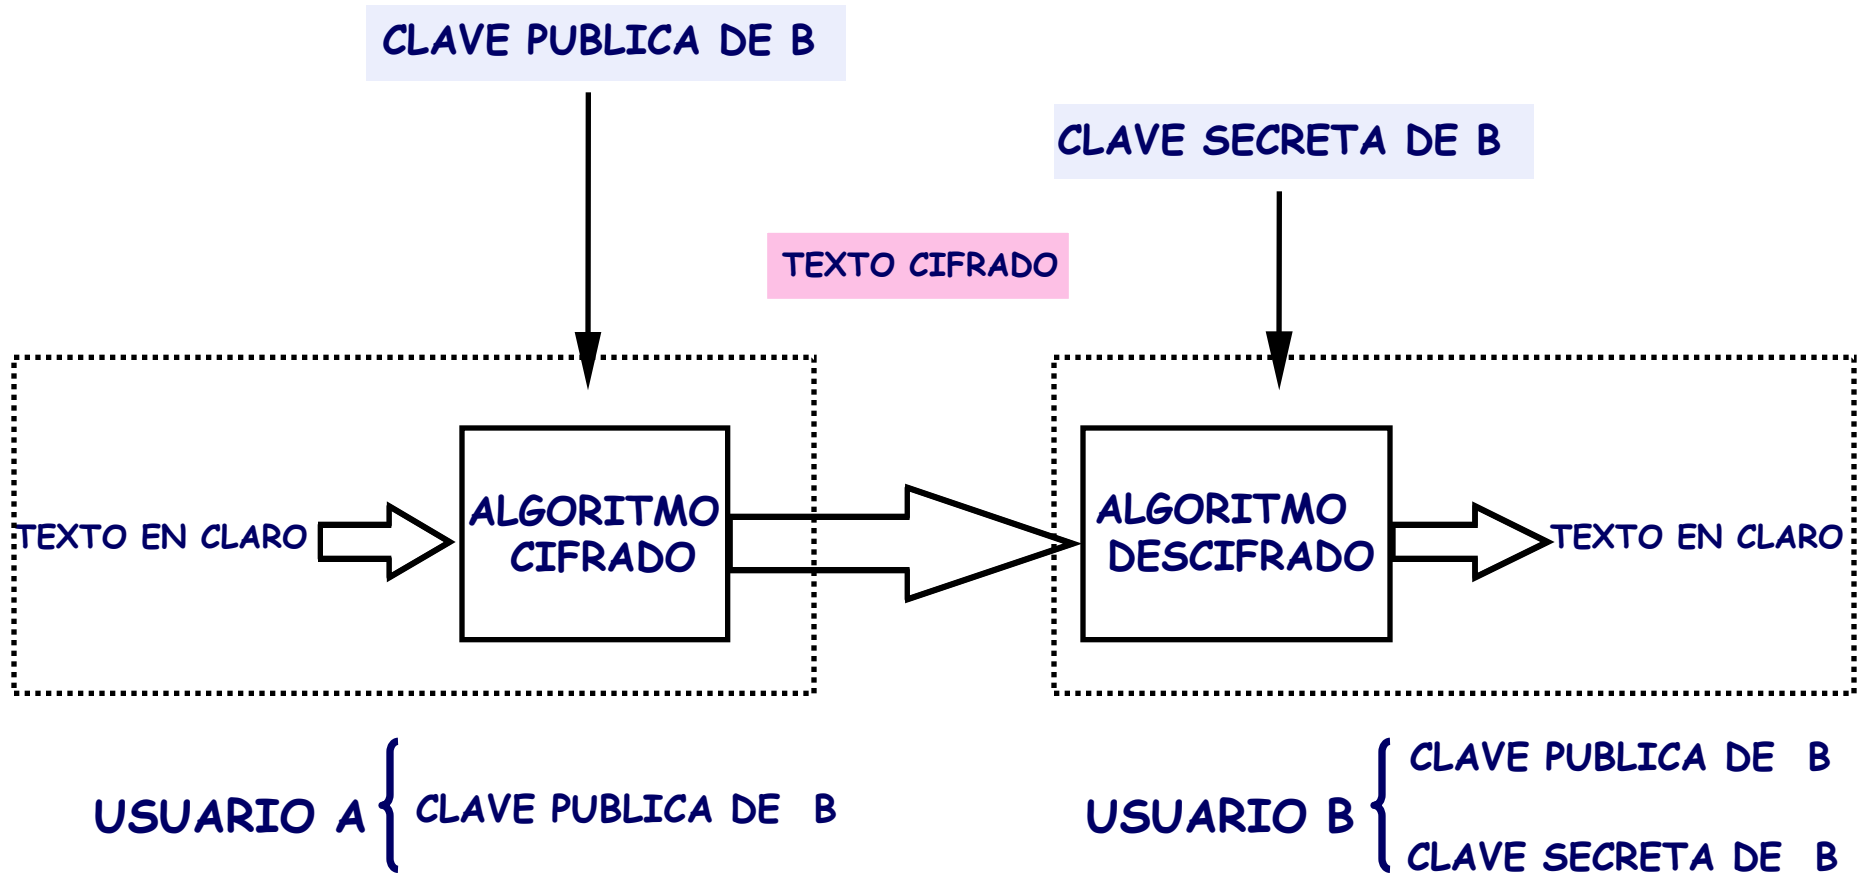 CLAVE PUBLICA DE B
CLAVE SECRETA DE B
TEXTO CIFRADO
TEXTO EN CLARO
ALGORITMO
CIFRADO
ALGORITMO
DESCIFRADO
TEXTO EN CLARO
USUARIO A
CLAVE PUBLICA DE B
USUARIO B
CLAVE PUBLICA DE B
CLAVE SECRETA DE B